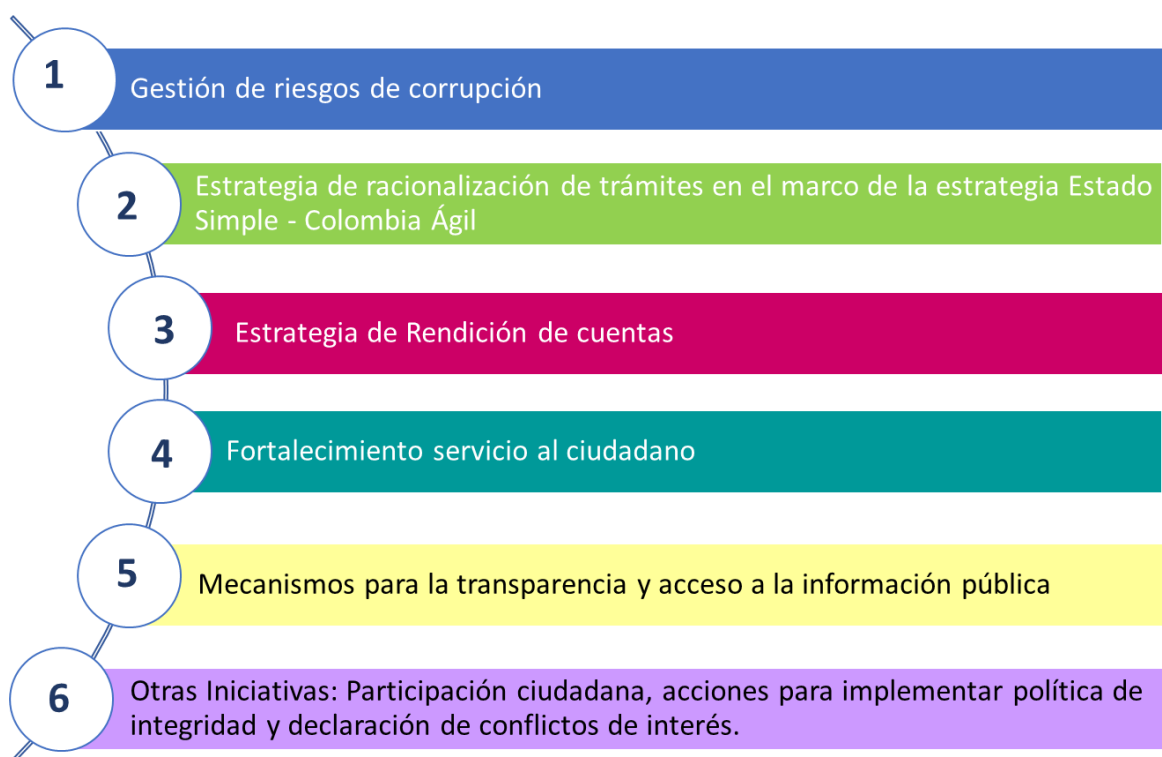 1
Gestión de riesgos de corrupción
2
Estrategia de racionalización de trámites en el marco de la estrategia Estado
Simple - Colombia Ágil
3
Estrategia de Rendición de cuentas
4
Fortalecimiento servicio al ciudadano
5
Mecanismos para la transparencia y acceso a la información pública
6
Otras Iniciativas: Participación ciudadana, acciones para implementar política de
integridad y declaración de conflictos de interés.